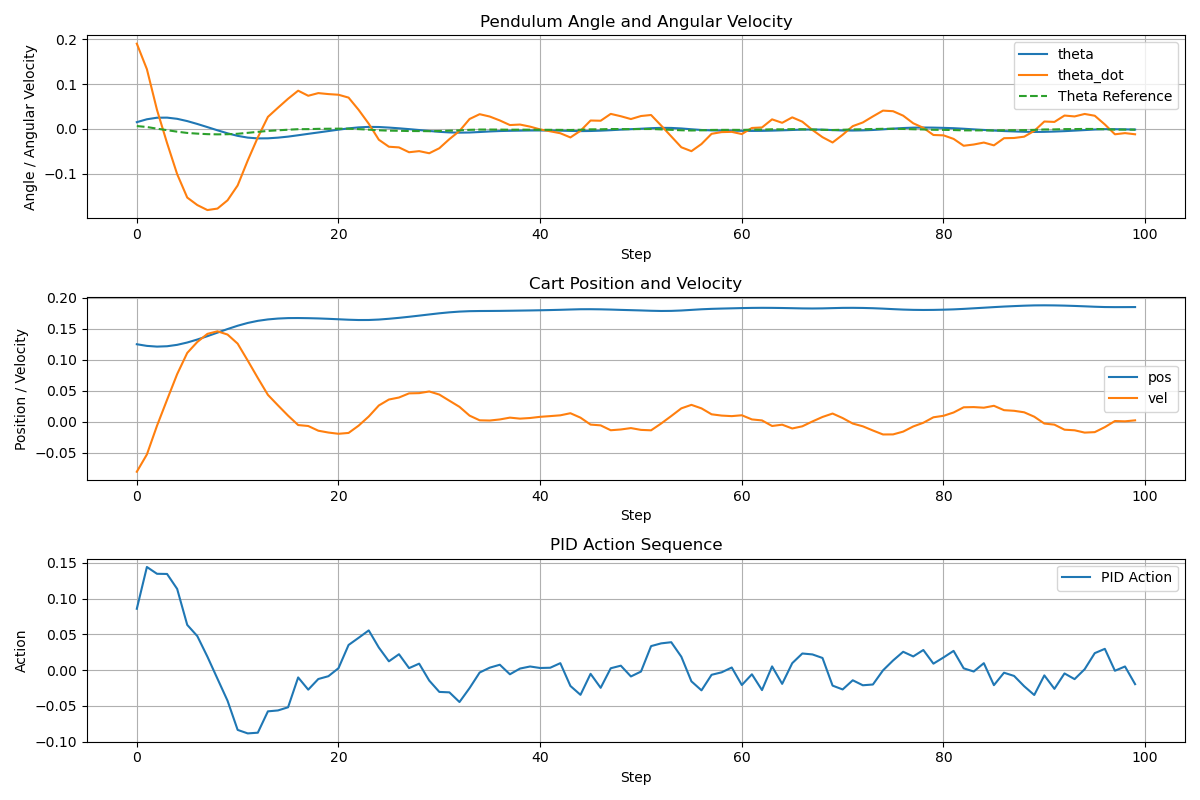 Pendulum Angle and Angular Velocity
Angle / Angular Velocity
0.2
0.1
0.0
−0.1
theta
theta_dot
Theta Reference
0 20 40 60 80 100
Step
Cart Position and Velocity
Position / Velocity
0.20
0.15
0.10
0.05
0.00
−0.05
pos
vel
0 20 40 60 80 100
Step
PID Action Sequence
Action
0.15
0.10
0.05
0.00
−0.05
−0.10
PID Action
0 20 40 60 80 100
Step